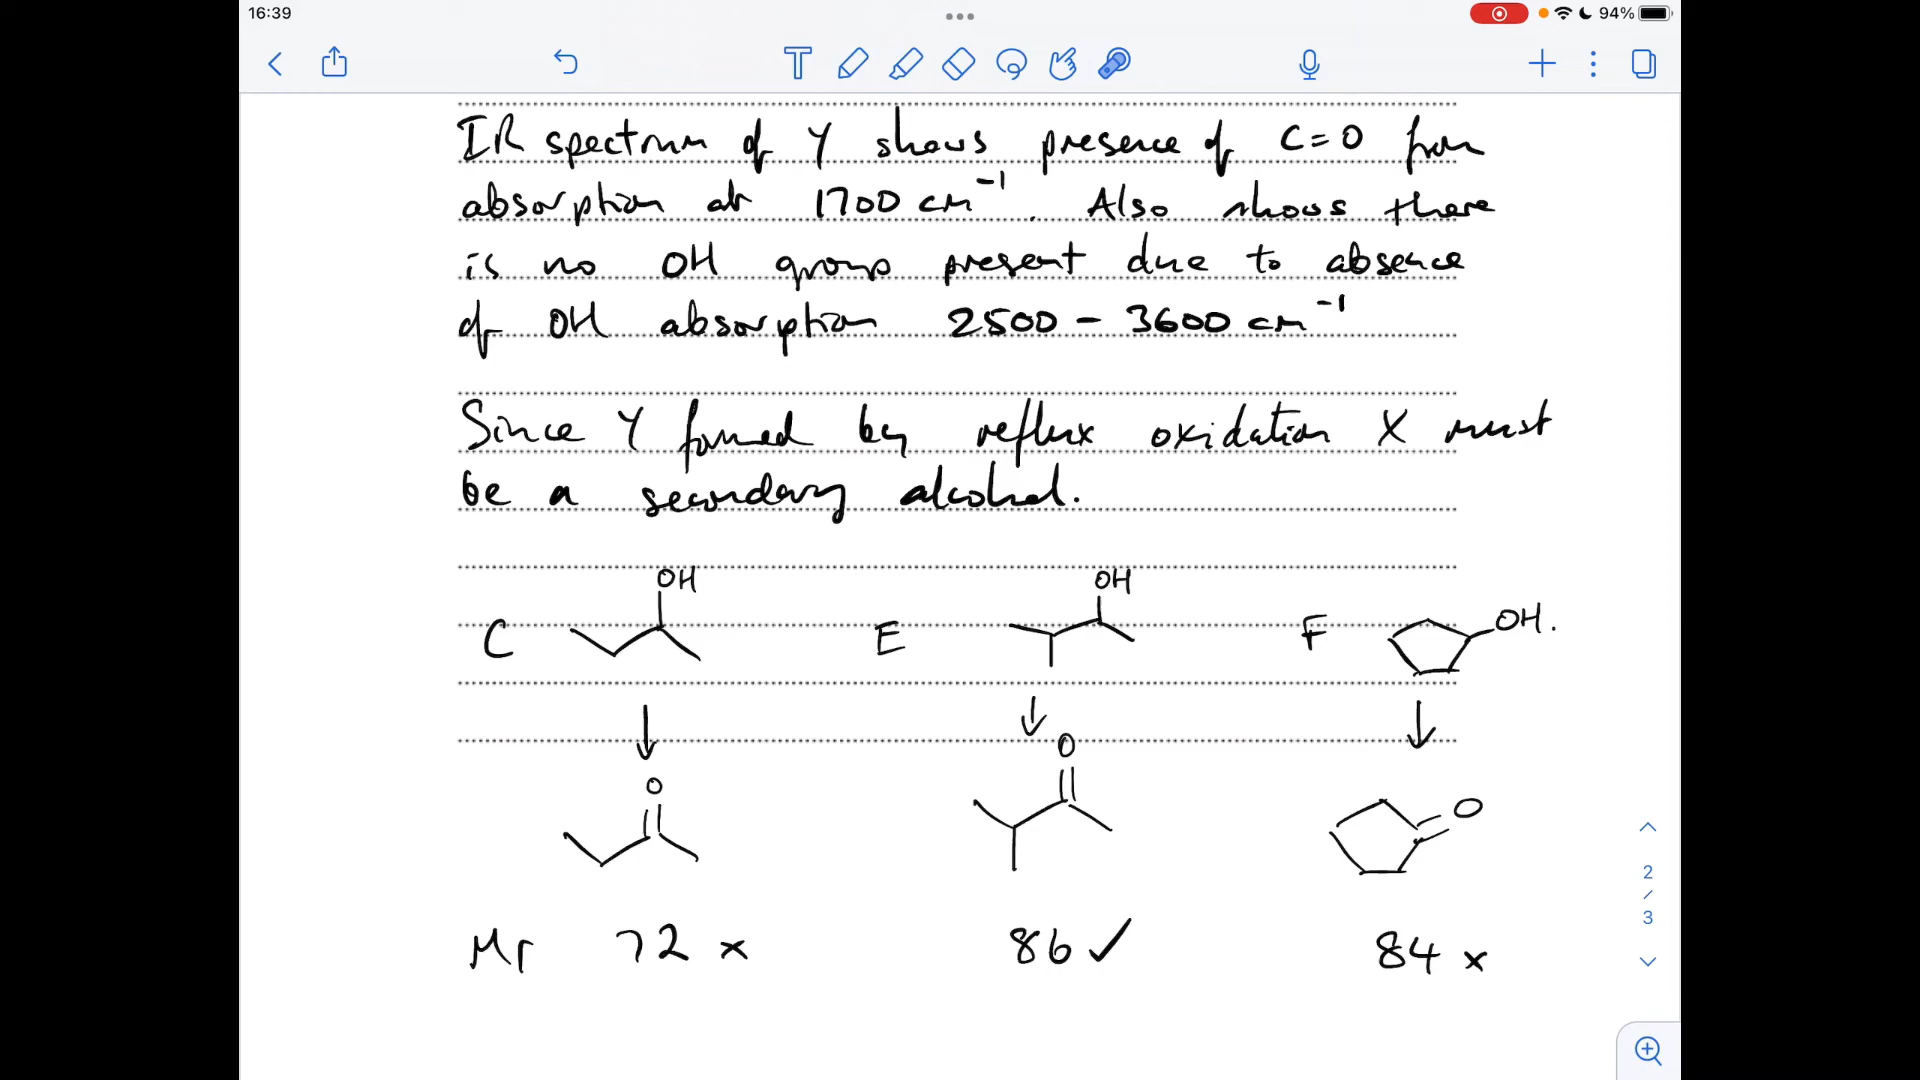 16:39
94%
T
IR spectrum of Y shows presence of C=O from
absorption at 1700 cm⁻¹. Also shows there
is no OH group present due to absence
of OH absorption 2500 - 3600 cm⁻¹
Since Y formed by reflux oxidation X must
be a secondary alcohol.
OH OH
C E F OH.
O
O O
Mr 72 x 86 ✓ 84 x
2
/
3